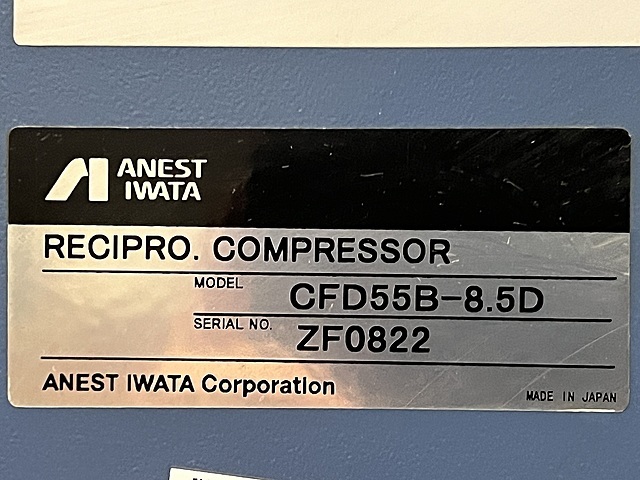 ANEST
IWATA
RECIPRO. COMPRESSOR
MODEL CFD55B-8.5D
SERIAL NO. ZF0822
ANEST IWATA Corporation
MADE IN JAPAN